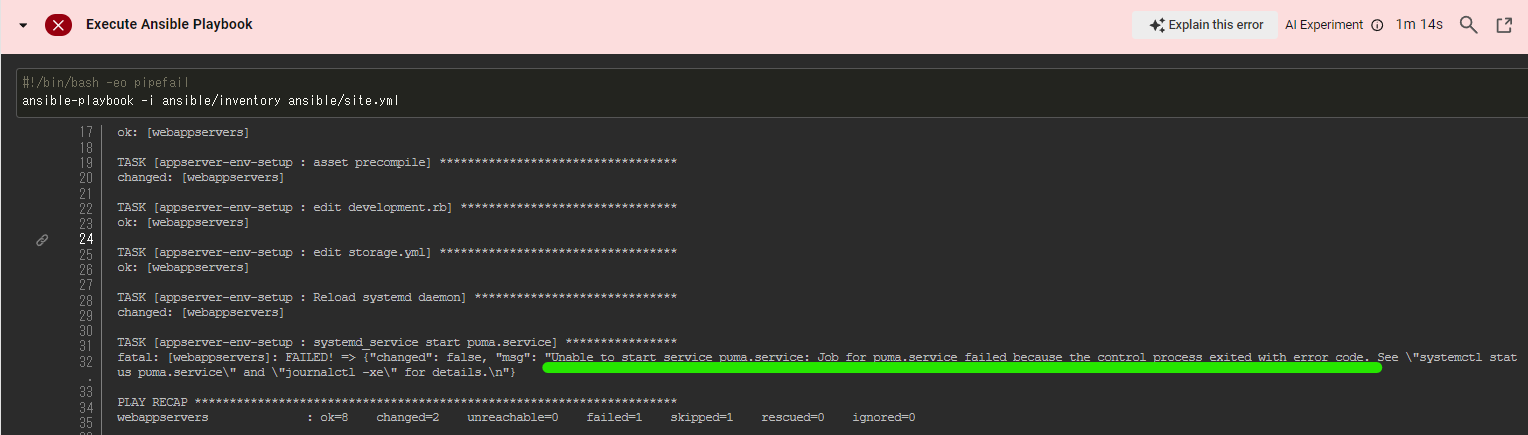 Execute Ansible Playbook
Explain this error AI Experiment 1m 14s
#!/bin/bash -eo pipefail
ansible-playbook -i ansible/inventory ansible/site.yml
17 ok: [webappservers]
18
19 TASK [appserver-env-setup : asset precompile] **********************************
20 changed: [webappservers]
21
22 TASK [appserver-env-setup : edit development.rb] *******************************
23 ok: [webappservers]
24
25 TASK [appserver-env-setup : edit storage.yml] **********************************
26 ok: [webappservers]
27
28 TASK [appserver-env-setup : Reload systemd daemon] *****************************
29 changed: [webappservers]
30
31 TASK [appserver-env-setup : systemd_service start puma.service] ****************
32 fatal: [webappservers]: FAILED! => {"changed": false, "msg": "Unable to start service puma.service: Job for puma.service failed because the control process exited with error code. See \"systemctl stat
. us puma.service\" and \"journalctl -xe\" for details.\n"}
33
34 PLAY RECAP *********************************************************************
35 webappservers : ok=8 changed=2 unreachable=0 failed=1 skipped=1 rescued=0 ignored=0